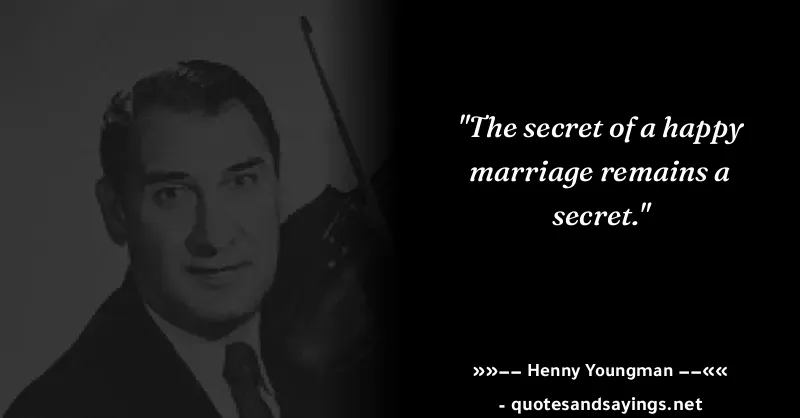 "The secret of a happy
marriage remains a
secret."
»»−− Henny Youngman −−««
- quotesandsayings.net